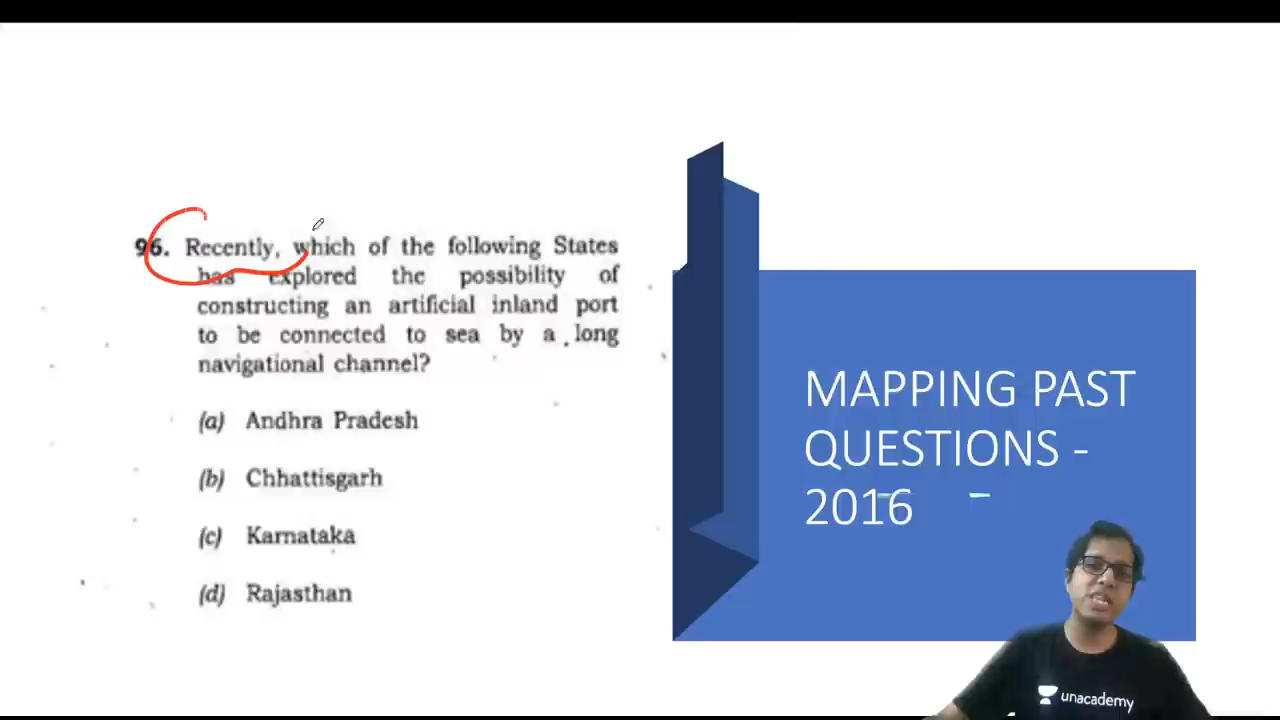 96. Recently, which of the following States
has explored the possibility of
constructing an artificial inland port
to be connected to sea by a long
navigational channel?
(a) Andhra Pradesh
(b) Chhattisgarh
(c) Karnataka
(d) Rajasthan
MAPPING PAST
QUESTIONS -
2016
unacademy